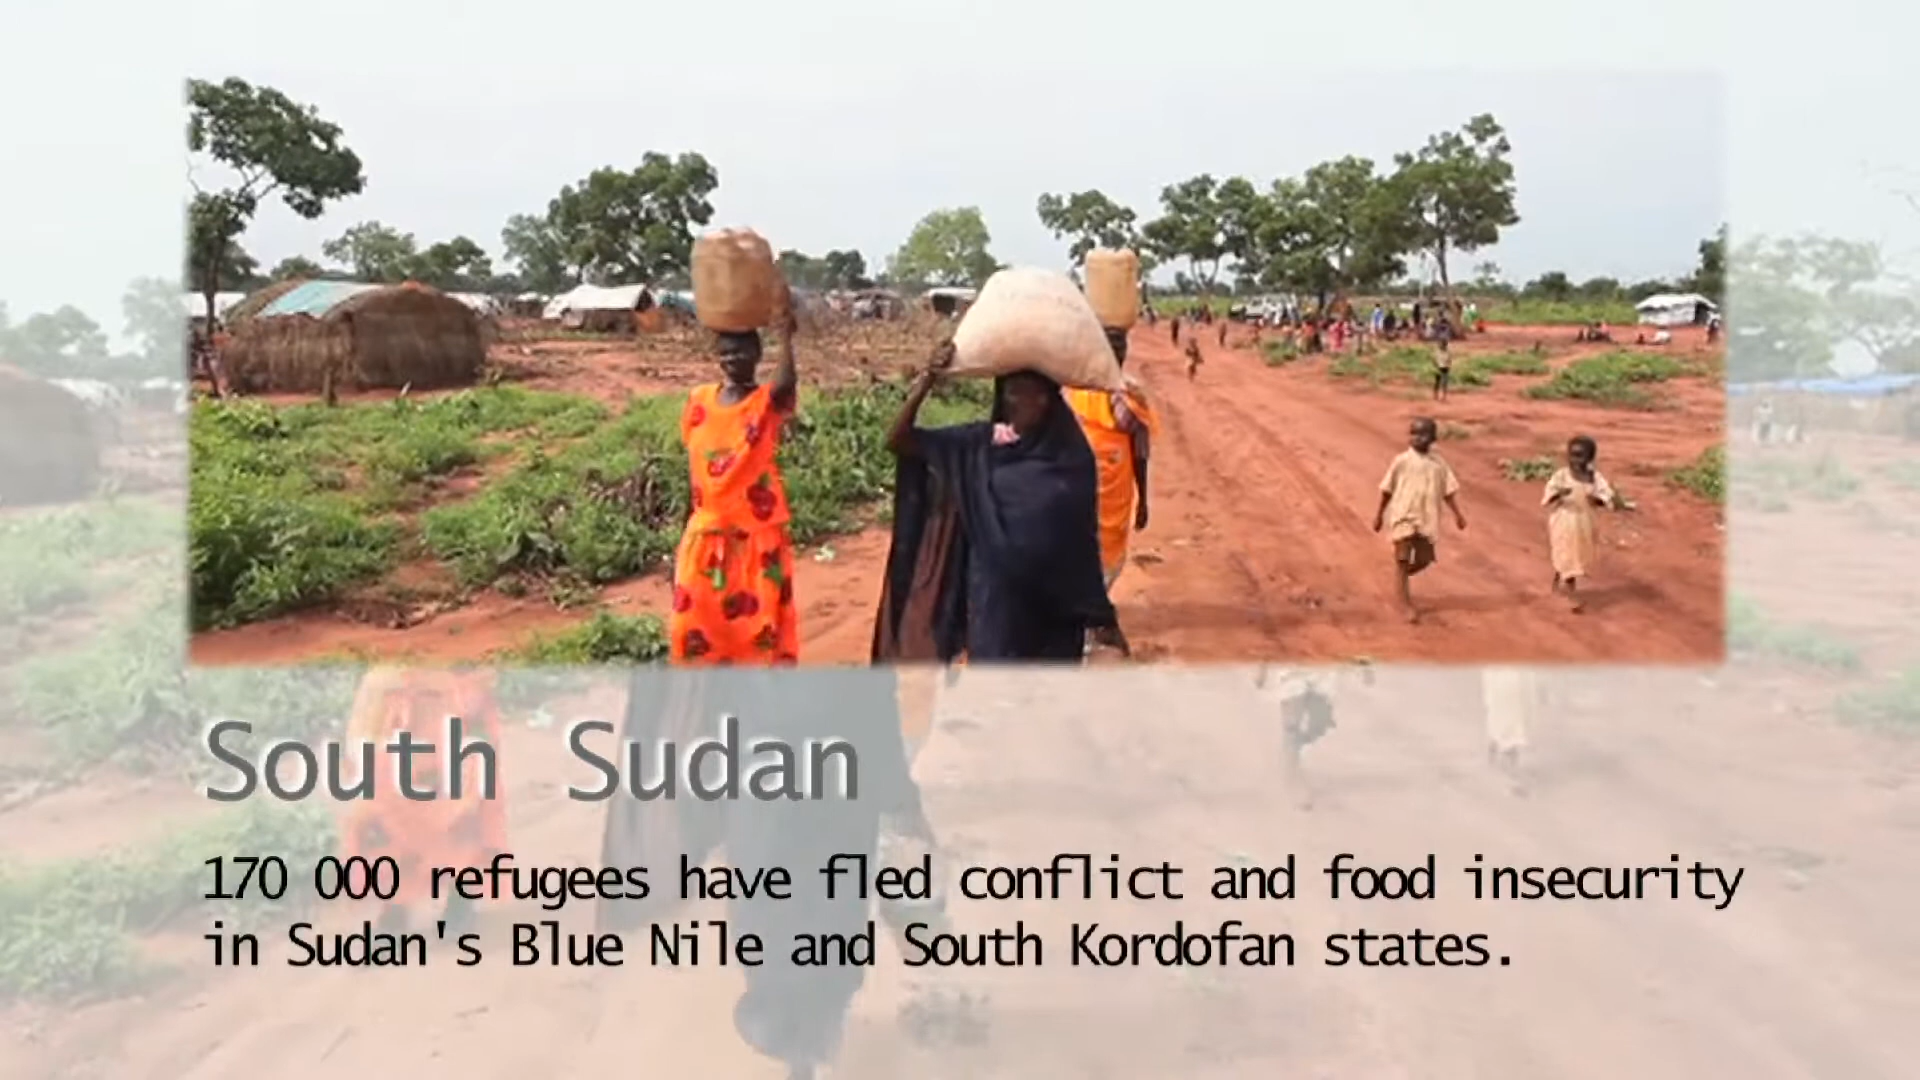 South Sudan
170 000 refugees have fled conflict and food insecurity
in Sudan's Blue Nile and South Kordofan states.